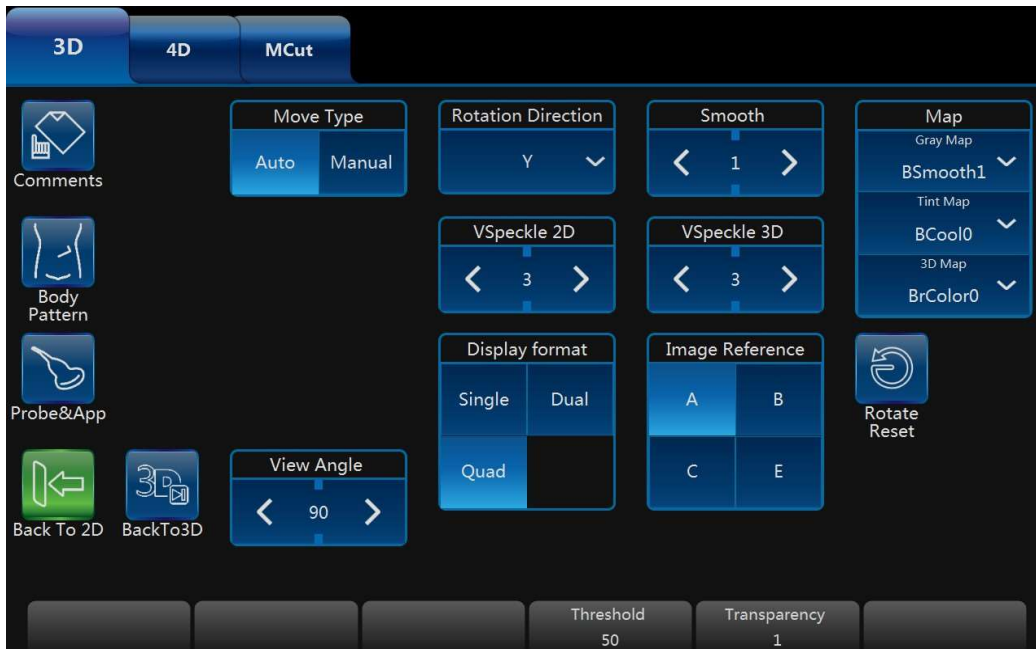 3D
4D
MCut
Comments
Move Type
Auto
Manual
Rotation Direction
Y
Smooth
1
Map
Gray Map
BSmooth1
Tint Map
BCool0
3D Map
BrColor0
Body
Pattern
VSpeckle 2D
3
VSpeckle 3D
3
Probe&App
Display format
Single
Dual
Quad
Image Reference
A
B
C
E
Rotate
Reset
Back To 2D
3D
BackTo3D
View Angle
90
Threshold
50
Transparency
1